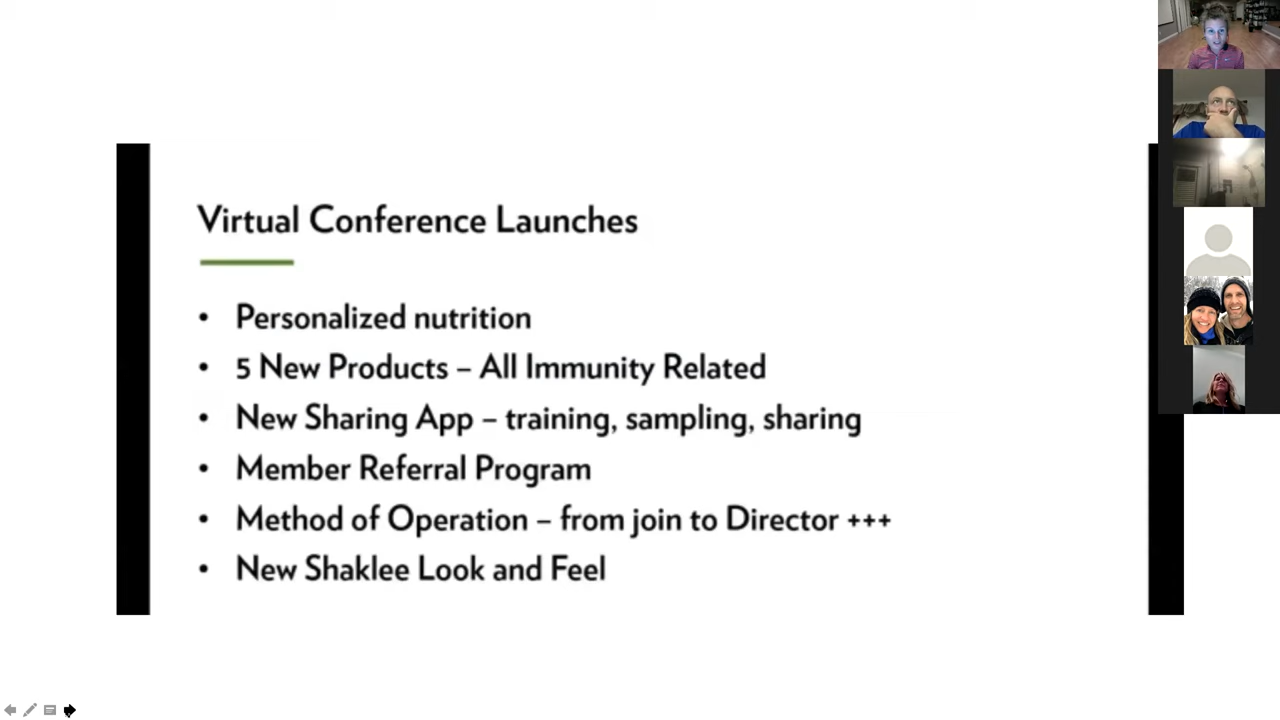 Virtual Conference Launches
• Personalized nutrition
• 5 New Products – All Immunity Related
• New Sharing App – training, sampling, sharing
• Member Referral Program
• Method of Operation – from join to Director +++
• New Shaklee Look and Feel